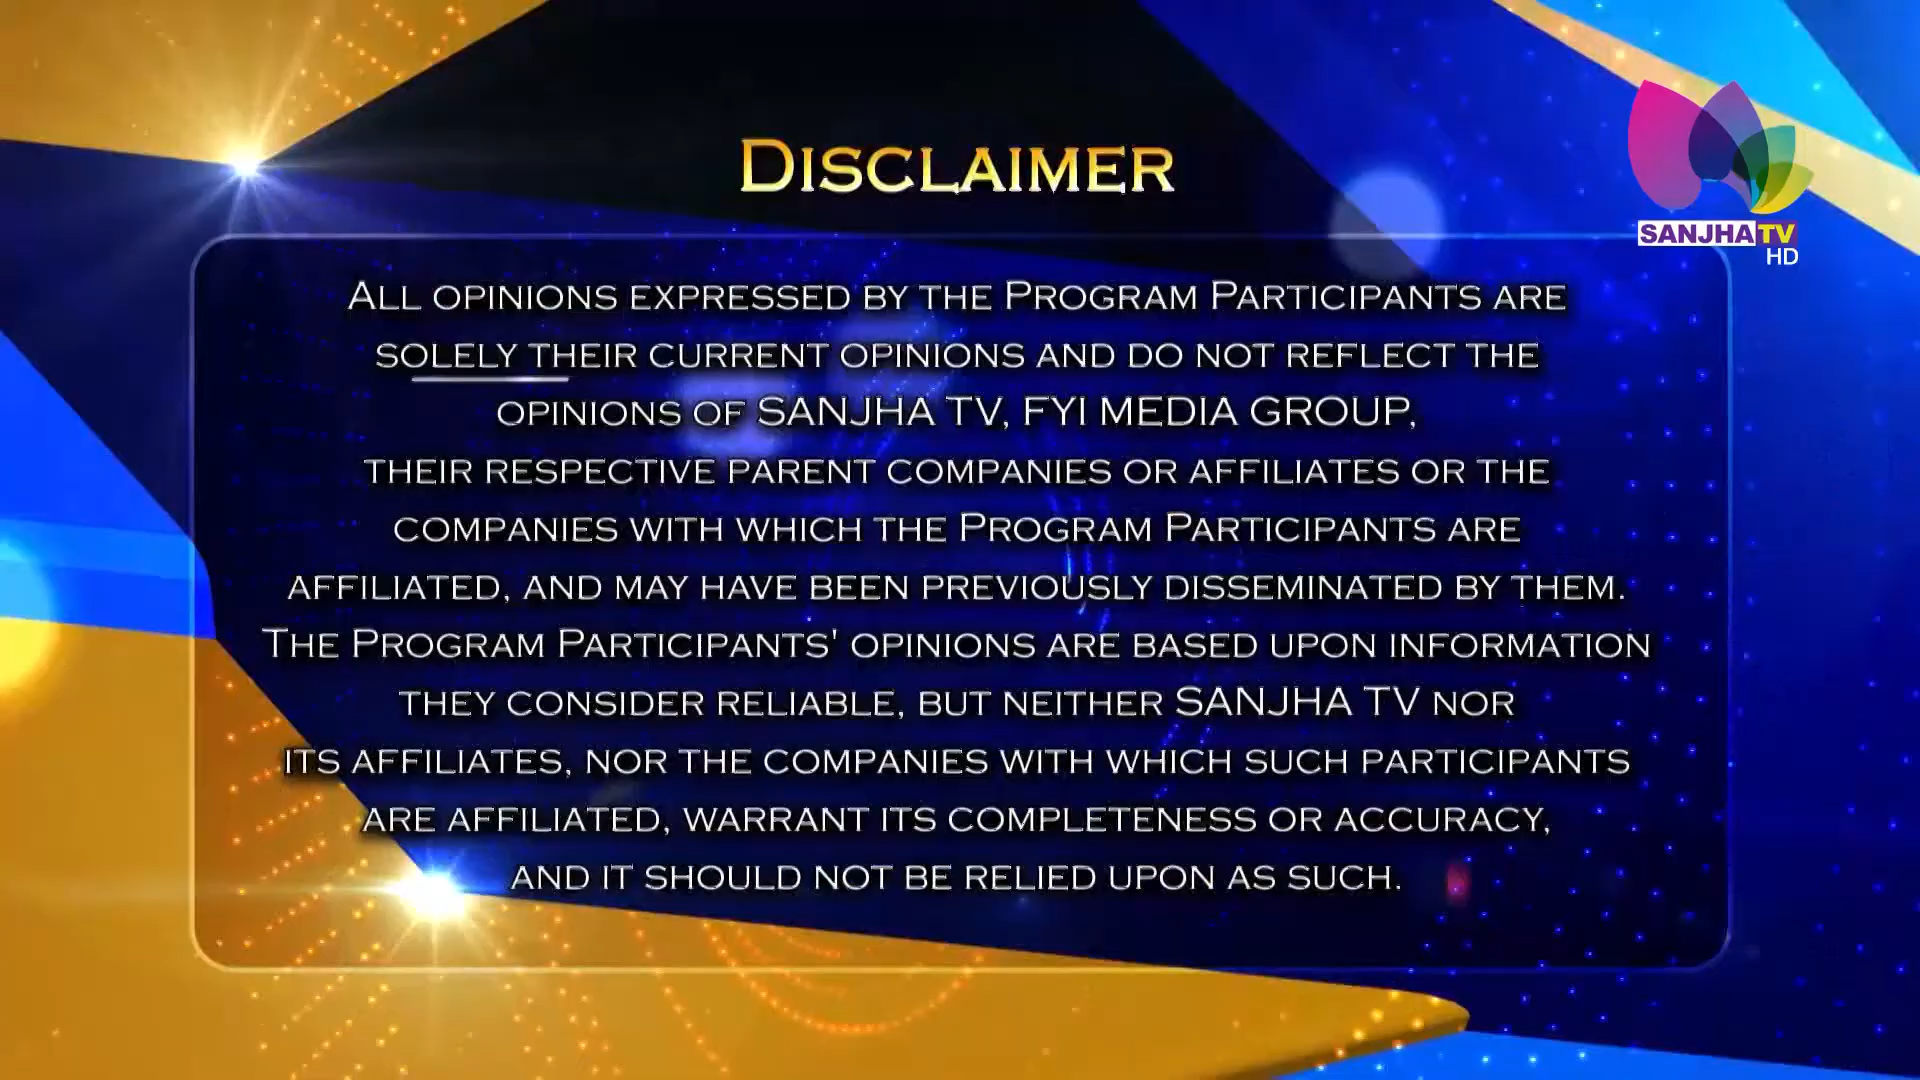 DISCLAIMER
SANJHA TV
HD
ALL OPINIONS EXPRESSED BY THE PROGRAM PARTICIPANTS ARE
SOLELY THEIR CURRENT OPINIONS AND DO NOT REFLECT THE
OPINIONS OF SANJHA TV, FYI MEDIA GROUP,
THEIR RESPECTIVE PARENT COMPANIES OR AFFILIATES OR THE
COMPANIES WITH WHICH THE PROGRAM PARTICIPANTS ARE
AFFILIATED, AND MAY HAVE BEEN PREVIOUSLY DISSEMINATED BY THEM.
THE PROGRAM PARTICIPANTS' OPINIONS ARE BASED UPON INFORMATION
THEY CONSIDER RELIABLE, BUT NEITHER SANJHA TV NOR
ITS AFFILIATES, NOR THE COMPANIES WITH WHICH SUCH PARTICIPANTS
ARE AFFILIATED, WARRANT ITS COMPLETENESS OR ACCURACY,
AND IT SHOULD NOT BE RELIED UPON AS SUCH.